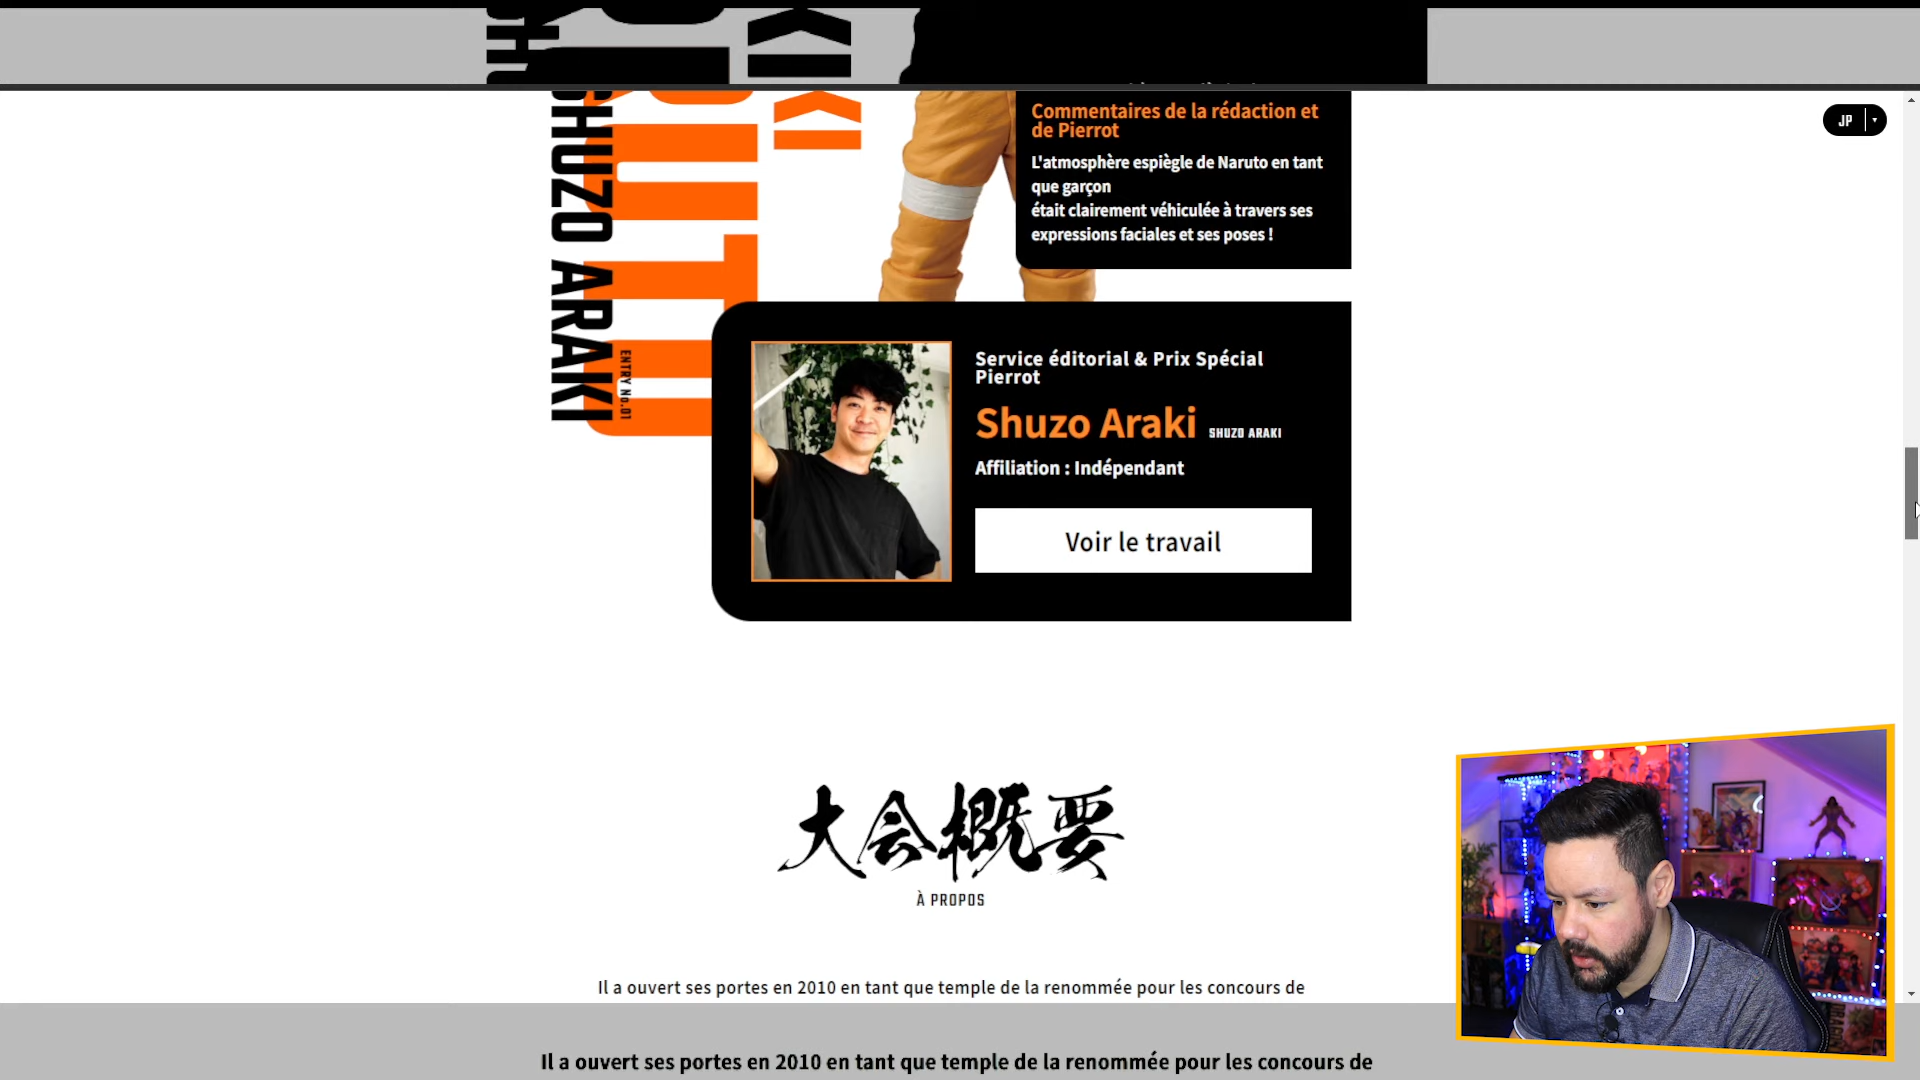 Commentaires de la rédaction et
de Pierrot
L'atmosphère espiègle de Naruto en tant
que garçon
était clairement véhiculée à travers ses
expressions faciales et ses poses !
JP
SHUZO ARAKI
ENTRY No.01
Service éditorial & Prix Spécial
Pierrot
Shuzo Araki SHUZO ARAKI
Affiliation : Indépendant
Voir le travail
大会概要
À PROPOS
Il a ouvert ses portes en 2010 en tant que temple de la renommée pour les concours de
Il a ouvert ses portes en 2010 en tant que temple de la renommée pour les concours de